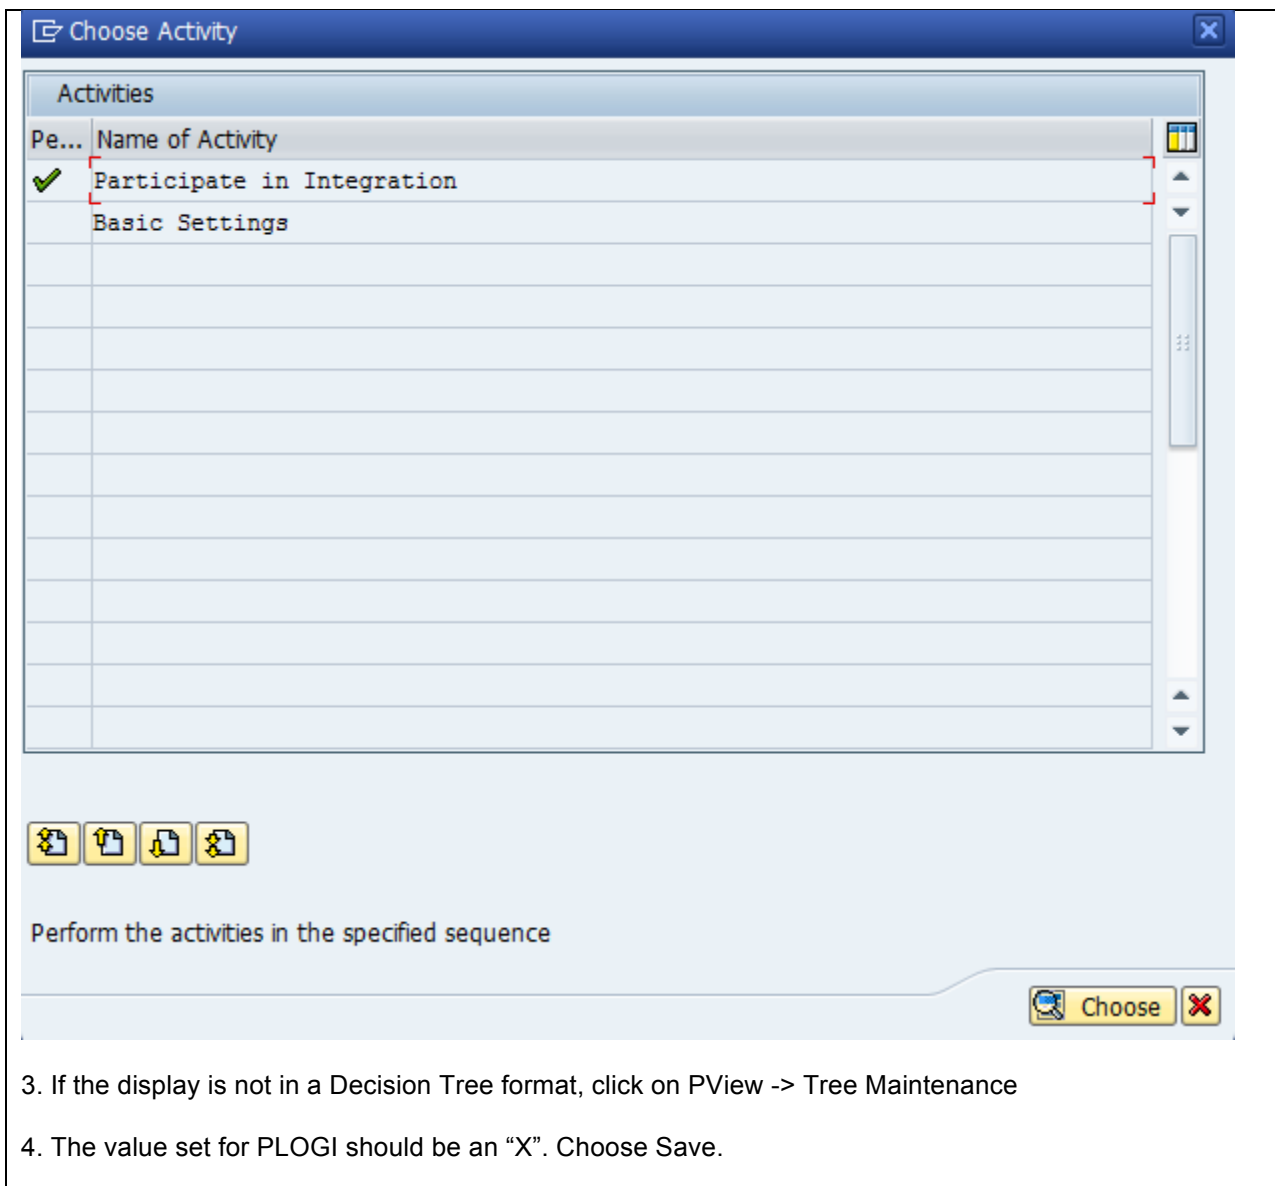 Choose Activity
Activities
Pe... Name of Activity
Participate in Integration
Basic Settings
Perform the activities in the specified sequence
Choose
3. If the display is not in a Decision Tree format, click on PView -> Tree Maintenance
4. The value set for PLOGI should be an “X”. Choose Save.